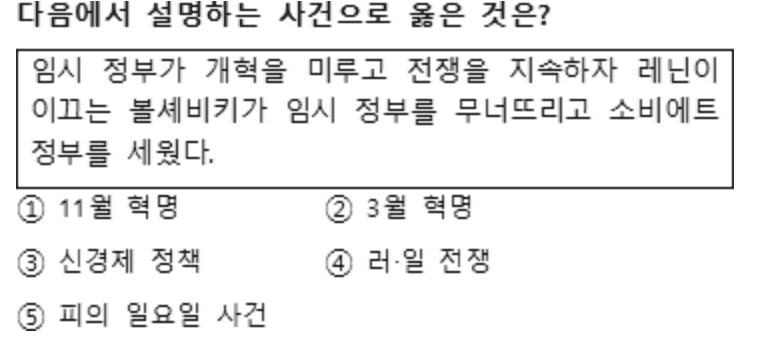 다음에서 설명하는 사건으로 옳은 것은?
임시 정부가 개혁을 미루고 전쟁을 지속하자 레닌이
이끄는 볼셰비키가 임시 정부를 무너뜨리고 소비에트
정부를 세웠다.
① 11월 혁명 ② 3월 혁명
③ 신경제 정책 ④ 러·일 전쟁
⑤ 피의 일요일 사건